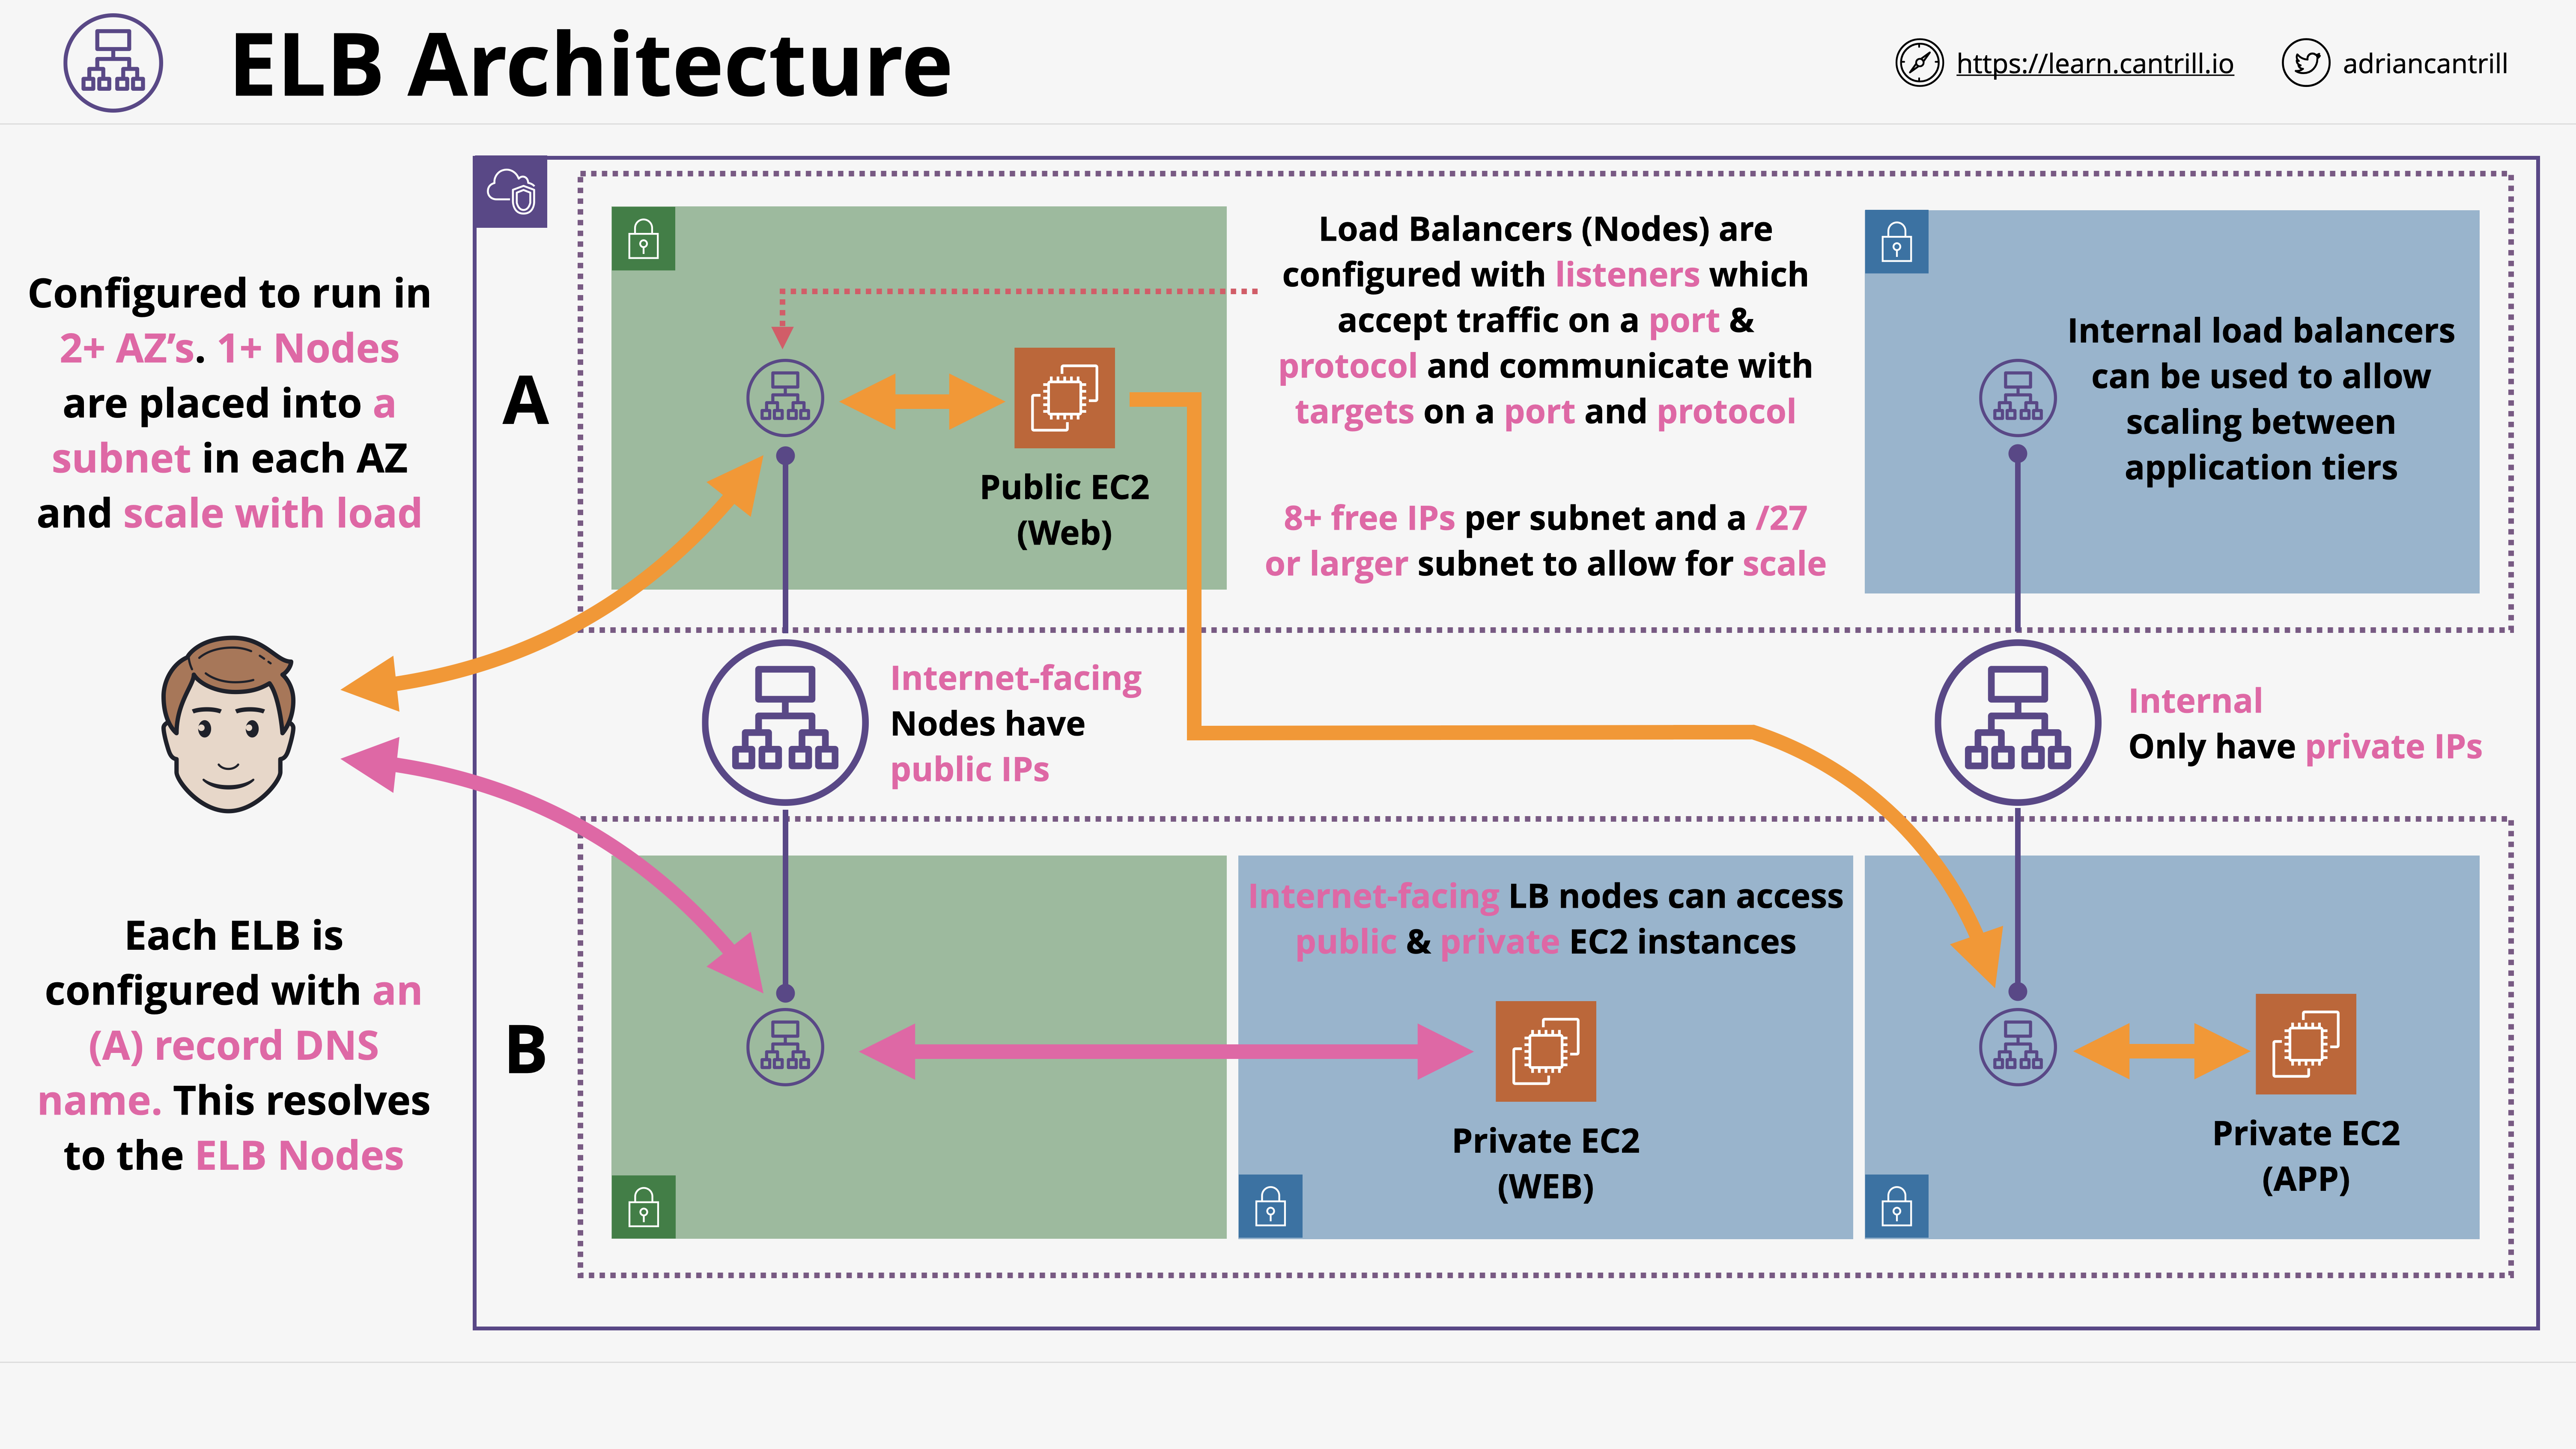 ELB Architecture
https://learn.cantrill.io
adriancantrill
Configured to run in
2+ AZ’s. 1+ Nodes
are placed into a
subnet in each AZ
and scale with load
Each ELB is
configured with an
(A) record DNS
name. This resolves
to the ELB Nodes
A
Public EC2
(Web)
Load Balancers (Nodes) are
configured with listeners which
accept traffic on a port &
protocol and communicate with
targets on a port and protocol
8+ free IPs per subnet and a /27
or larger subnet to allow for scale
Internal load balancers
can be used to allow
scaling between
application tiers
Internet-facing
Nodes have
public IPs
Internal
Only have private IPs
B
Internet-facing LB nodes can access
public & private EC2 instances
Private EC2
(WEB)
Private EC2
(APP)